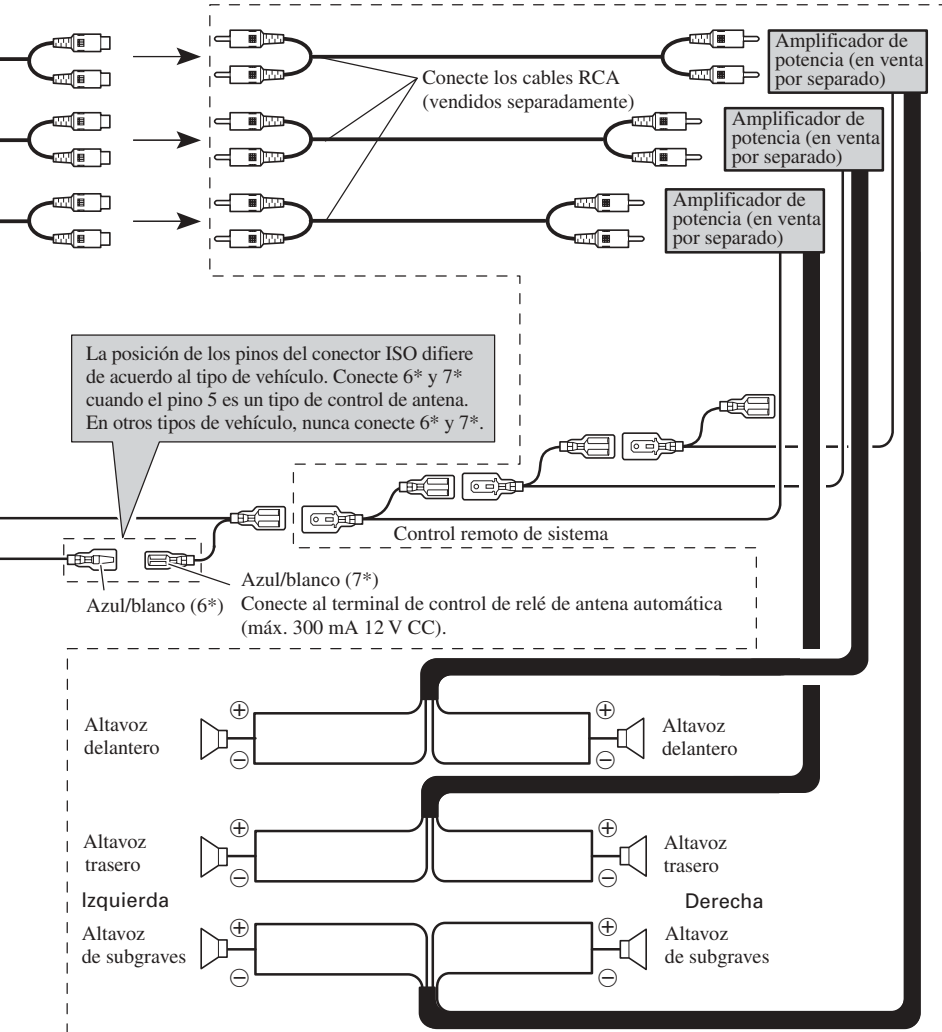 Amplificador de
potencia (en venta
por separado)
Conecte los cables RCA
(vendidos separadamente)
Amplificador de
potencia (en venta
por separado)
Amplificador de
potencia (en venta
por separado)
La posición de los pinos del conector ISO difiere
de acuerdo al tipo de vehículo. Conecte 6* y 7*
cuando el pino 5 es un tipo de control de antena.
En otros tipos de vehículo, nunca conecte 6* y 7*.
Control remoto de sistema
Azul/blanco (6*)
Azul/blanco (7*)
Conecte al terminal de control de relé de antena automática
(máx. 300 mA 12 V CC).
Altavoz
delantero
+
−
+
−
Altavoz
delantero
Altavoz
trasero
+
−
+
−
Altavoz
trasero
Izquierda
Derecha
Altavoz
de subgraves
+
−
+
−
Altavoz
de subgraves